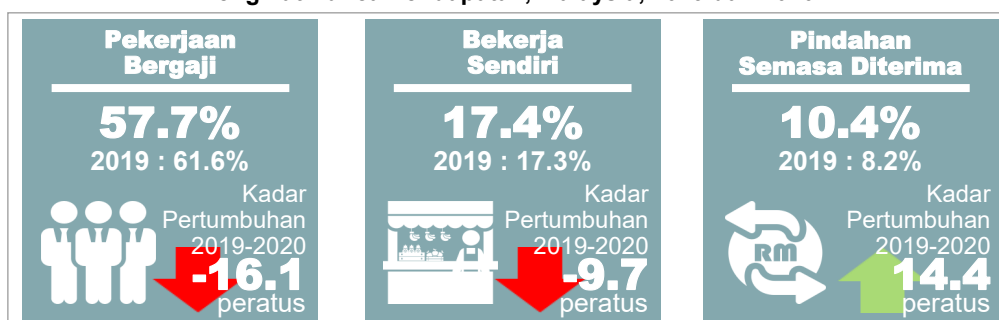 Pekerjaan
Bergaji
57.7%
2019 : 61.6%
Kadar
Pertumbuhan
2019-2020
-16.1
peratus
Bekerja
Sendiri
17.4%
2019 : 17.3%
Kadar
Pertumbuhan
2019-2020
-9.7
peratus
Pindahan
Semasa Diterima
10.4%
2019 : 8.2%
Kadar
Pertumbuhan
2019-2020
14.4
peratus
RM